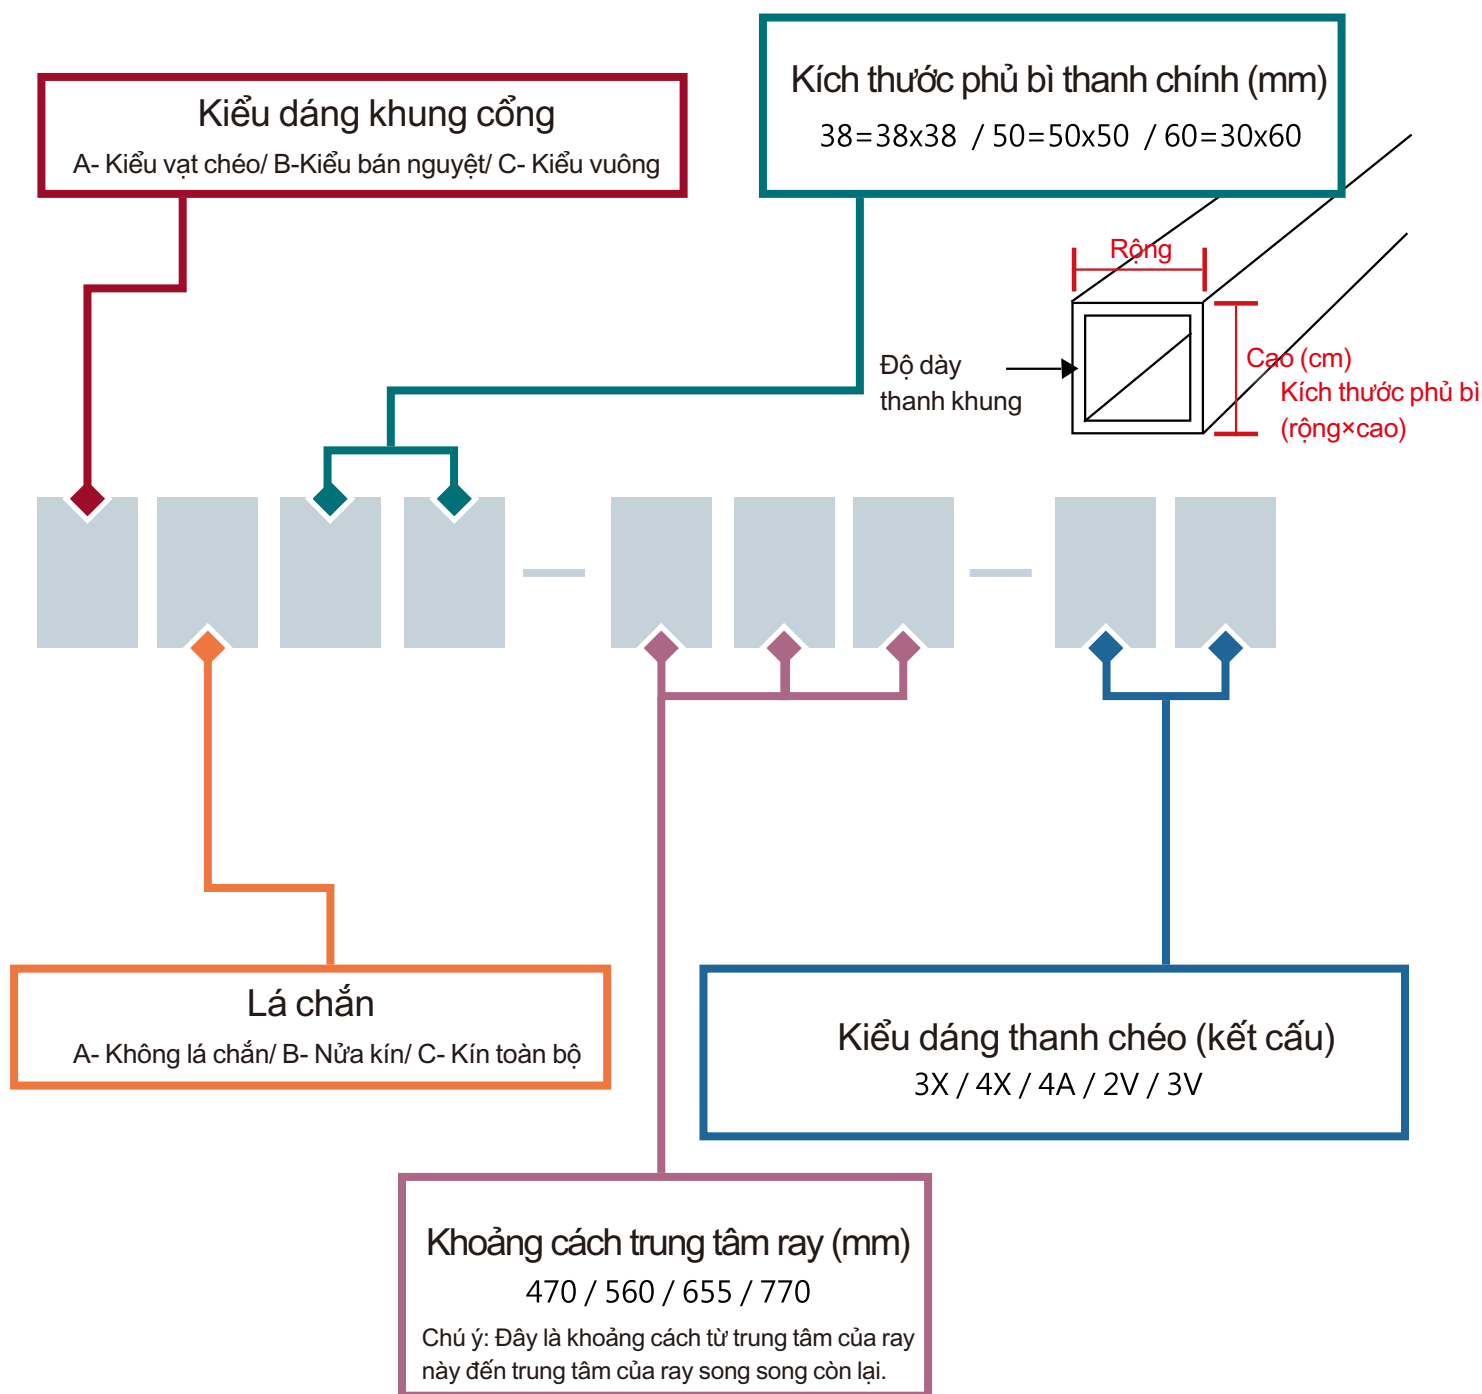 Kiểu dáng khung cổng
A- Kiểu vạt chéo/ B-Kiểu bán nguyệt/ C- Kiểu vuông
Kích thước phủ bì thanh chính (mm)
38=38x38 / 50=50x50 / 60=30x60
Rộng
Độ dày
thanh khung
Cao (cm)
Kích thước phủ bì
(rộng×cao)
Lá chắn
A- Không lá chắn/ B- Nửa kín/ C- Kín toàn bộ
Kiểu dáng thanh chéo (kết cấu)
3X / 4X / 4A / 2V / 3V
Khoảng cách trung tâm ray (mm)
470 / 560 / 655 / 770
Chú ý: Đây là khoảng cách từ trung tâm của ray
này đến trung tâm của ray song song còn lại.